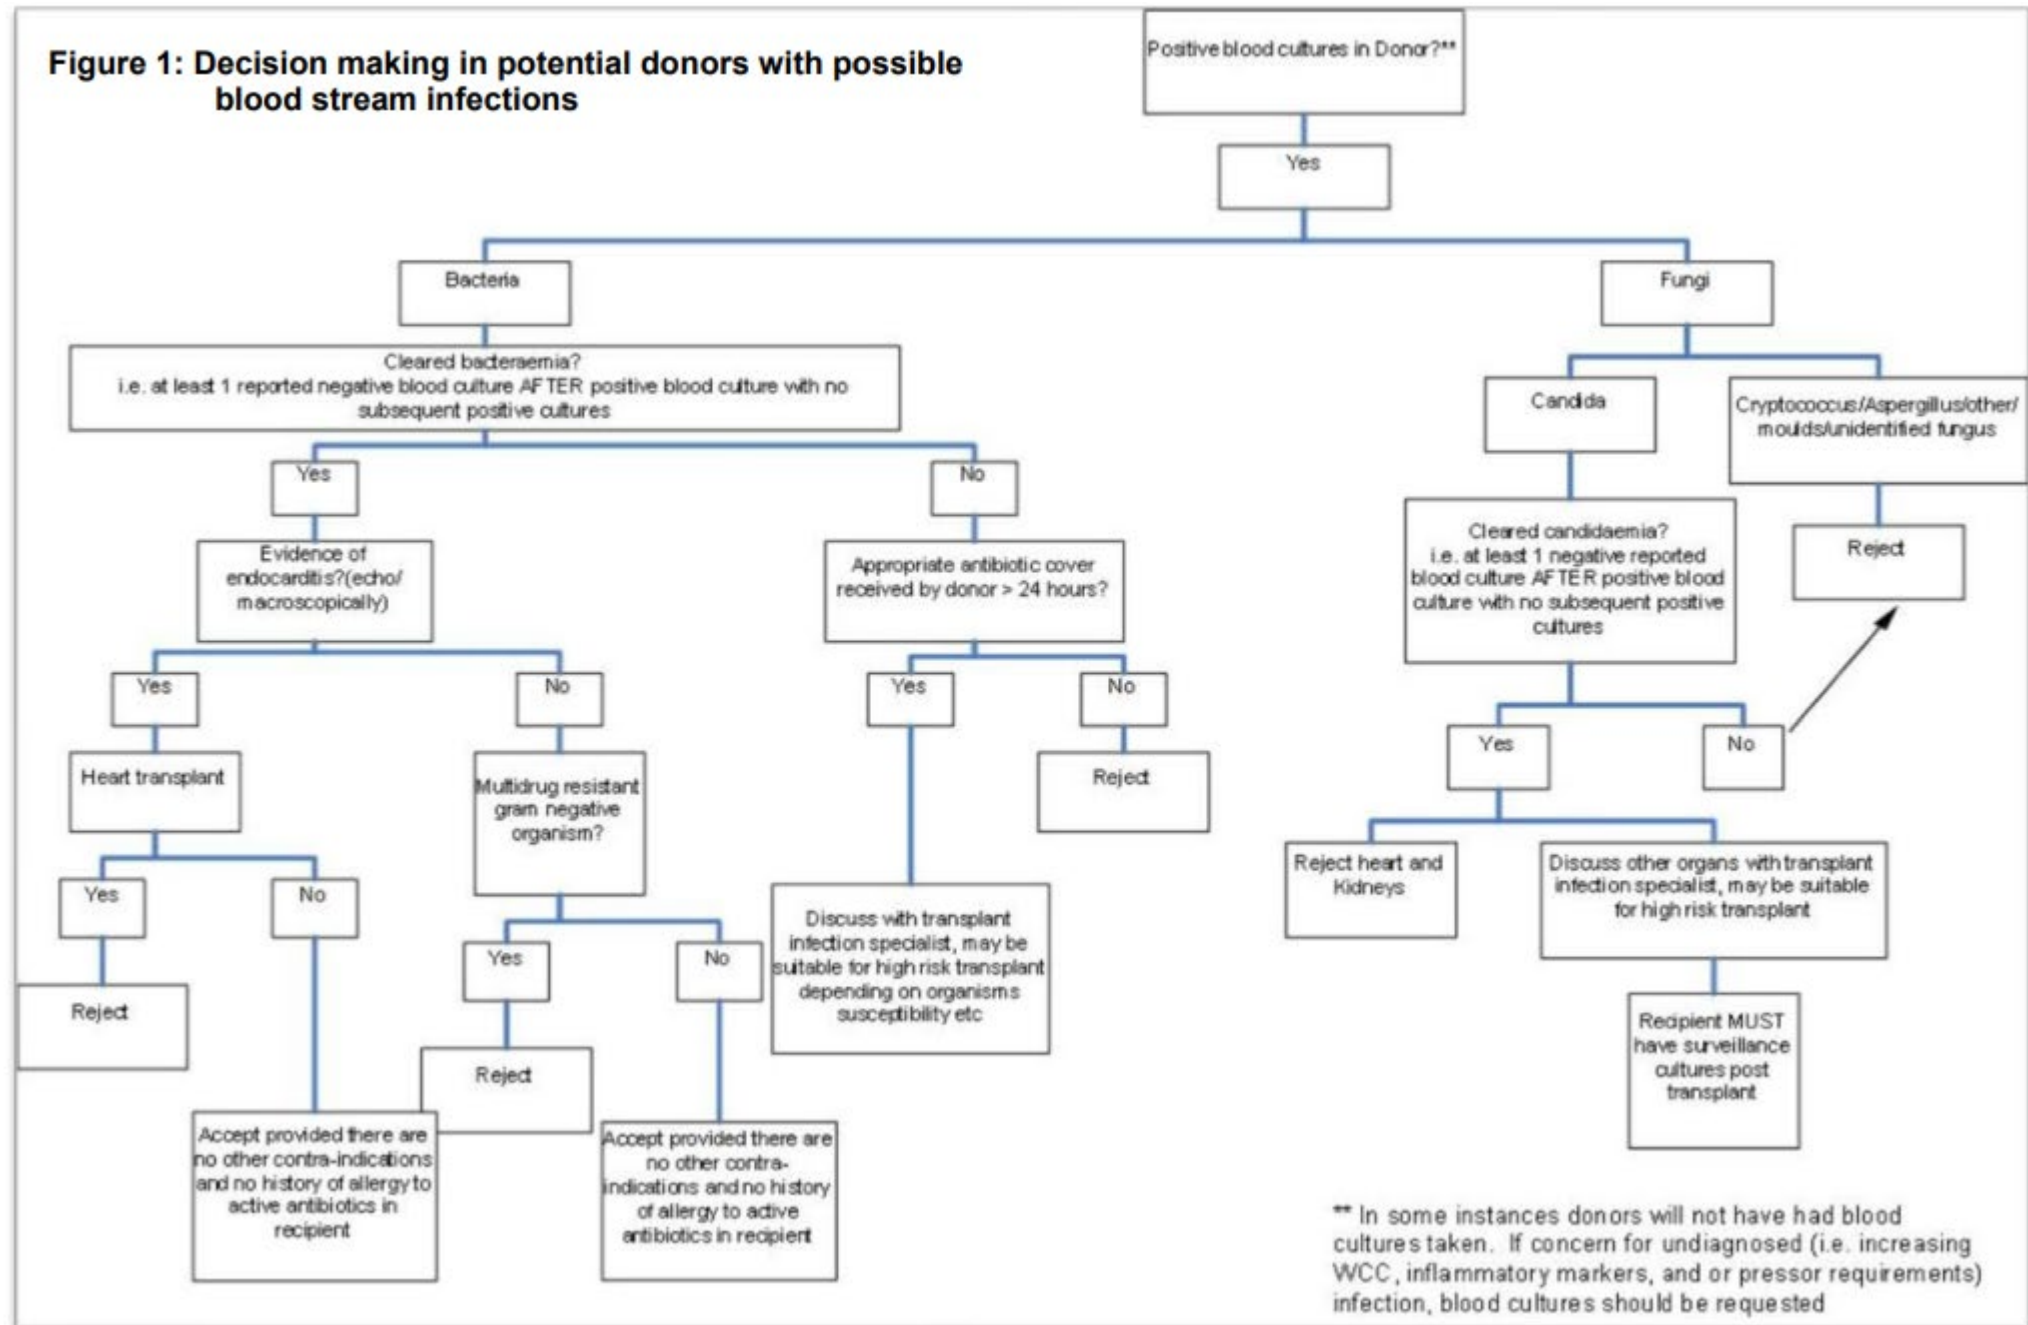 Figure 1: Decision making in potential donors with possible
blood stream infections
Positive blood cultures in Donor?**
Yes
Bacteria
Fungi
Cleared bacteraemia?
i.e. at least 1 reported negative blood culture AFTER positive blood culture with no
subsequent positive cultures
Candida
Cryptococcus/Aspergillus/other/
moulds/unidentified fungus
Yes
No
Cleared candidaemia?
i.e. at least 1 negative reported
blood culture AFTER positive blood
culture with no subsequent positive
cultures
Reject
Evidence of
endocarditis?(echo/
macroscopically)
Appropriate antibiotic cover
received by donor > 24 hours?
Yes
No
Yes
No
Yes
No
Heart transplant
Multidrug resistant
gram negative
organism?
Reject
Reject heart and
Kidneys
Discuss other organs with transplant
infection specialist, may be suitable
for high risk transplant
Yes
No
Discuss with transplant
infection specialist, may be
suitable for high risk transplant
depending on organisms
susceptibility etc
Yes
No
Reject
Recipient MUST
have surveillance
cultures post
transplant
Reject
Accept provided there are
no other contra-indications
and no history of allergy to
active antibiotics in
recipient
Accept provided there are
no other contra-
indications and no history
of allergy to active
antibiotics in recipient
** In some instances donors will not have had blood
cultures taken. If concern for undiagnosed (i.e. increasing
WCC, inflammatory markers, and or pressor requirements)
infection, blood cultures should be requested